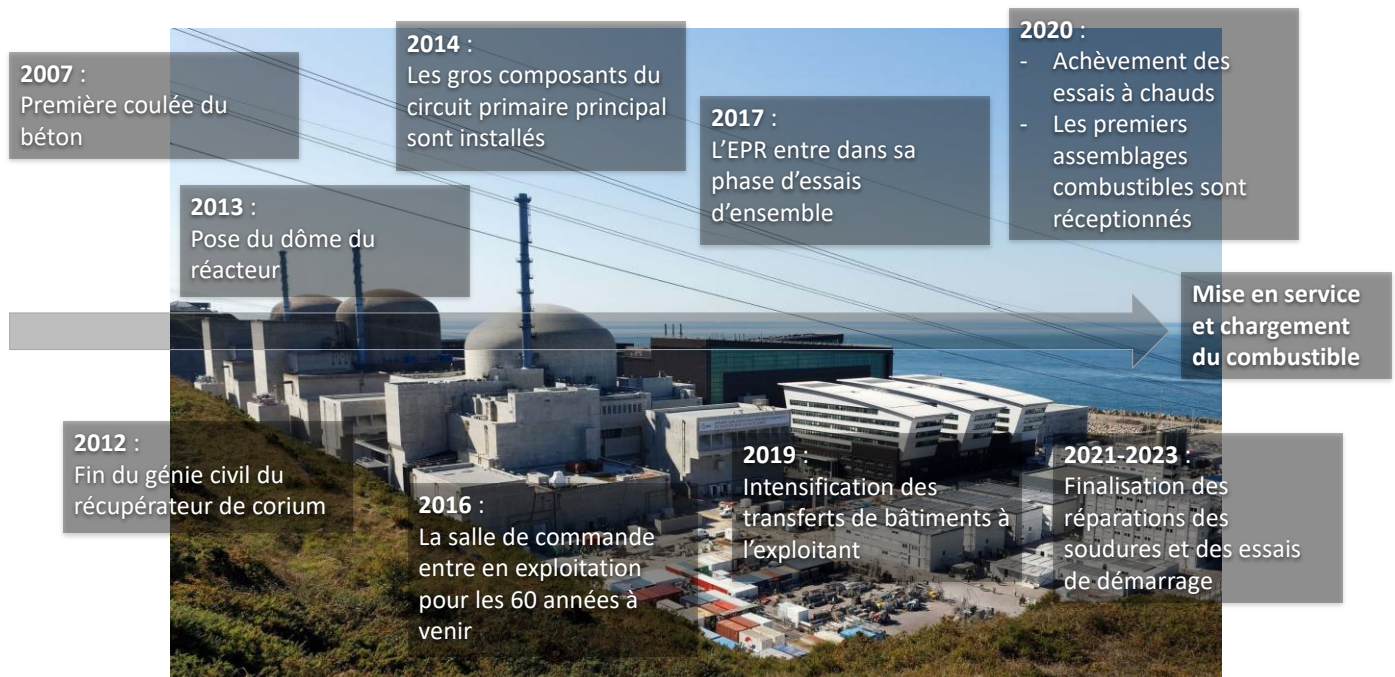 2007 :
Première coulée du
béton
2012 :
Fin du génie civil du
récupérateur de corium
2013 :
Pose du dôme du
réacteur
2014 :
Les gros composants du
circuit primaire principal
sont installés
2016 :
La salle de commande
entre en exploitation
pour les 60 années à
venir
2017 :
L'EPR entre dans sa
phase d'essais
d'ensemble
2019 :
Intensification des
transferts de bâtiments à
l'exploitant
2020 :
- Achèvement des
essais à chauds
- Les premiers
assemblages
combustibles sont
réceptionnés
2021-2023 :
Finalisation des
réparations des
soudures et des essais
de démarrage
Mise en service
et chargement
du combustible